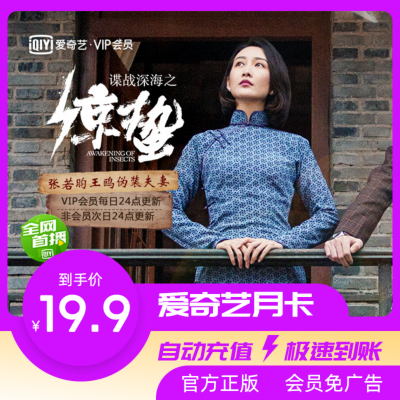 QIY 爱奇艺·VIP会员
谍战深海之
惊蛰
AWAKENING OF
INSECTS
张若昀王鸥伪装夫妻
VIP会员每日24点更新
非会员次日24点更新
全网
首播
QIY
到手价
¥19.9
爱奇艺月卡
自动充值 极速到账
官方正版 会员免广告